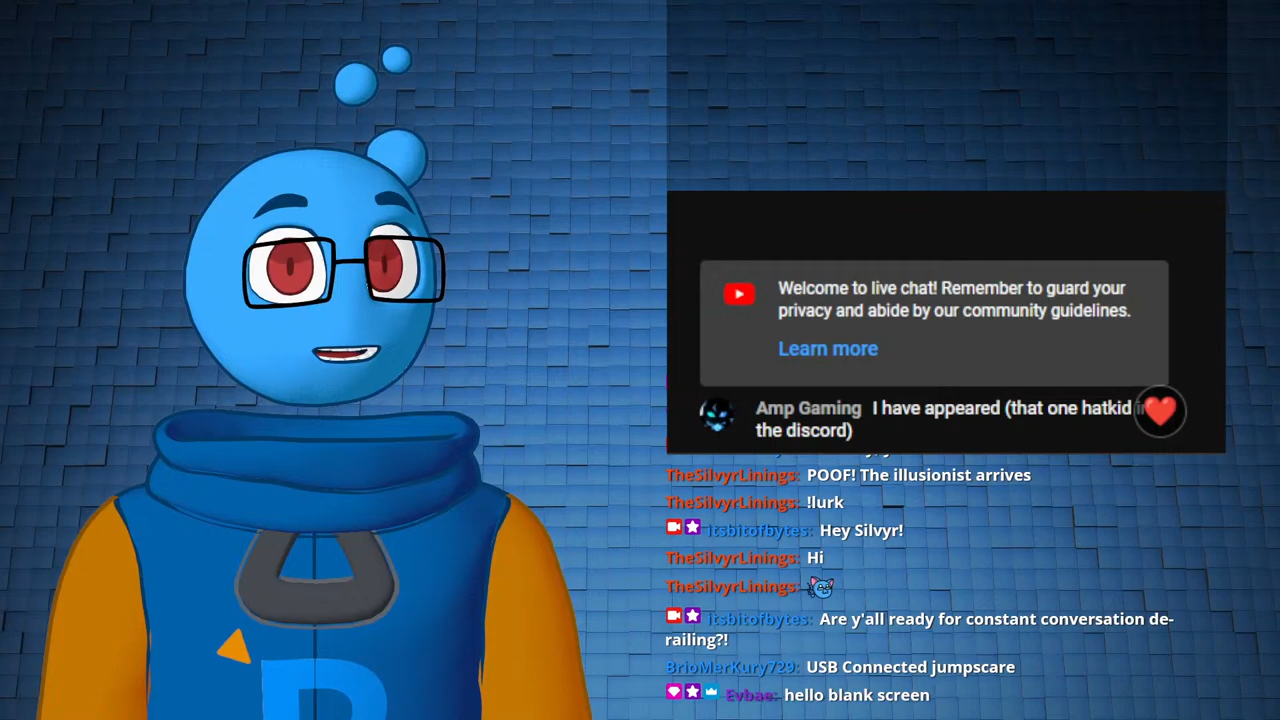 Welcome to live chat! Remember to guard your
privacy and abide by our community guidelines.
Learn more
Amp Gaming I have appeared (that one hatkid in
the discord)
TheSilvyrLinings: POOF! The illusionist arrives
TheSilvyrLinings: !lurk
itsbitofbytes: Hey Silvyr!
TheSilvyrLinings: Hi
TheSilvyrLinings:
itsbitofbytes: Are y'all ready for constant conversation de-
railing?!
BrioMerKury729: USB Connected jumpscare
Evbae: hello blank screen